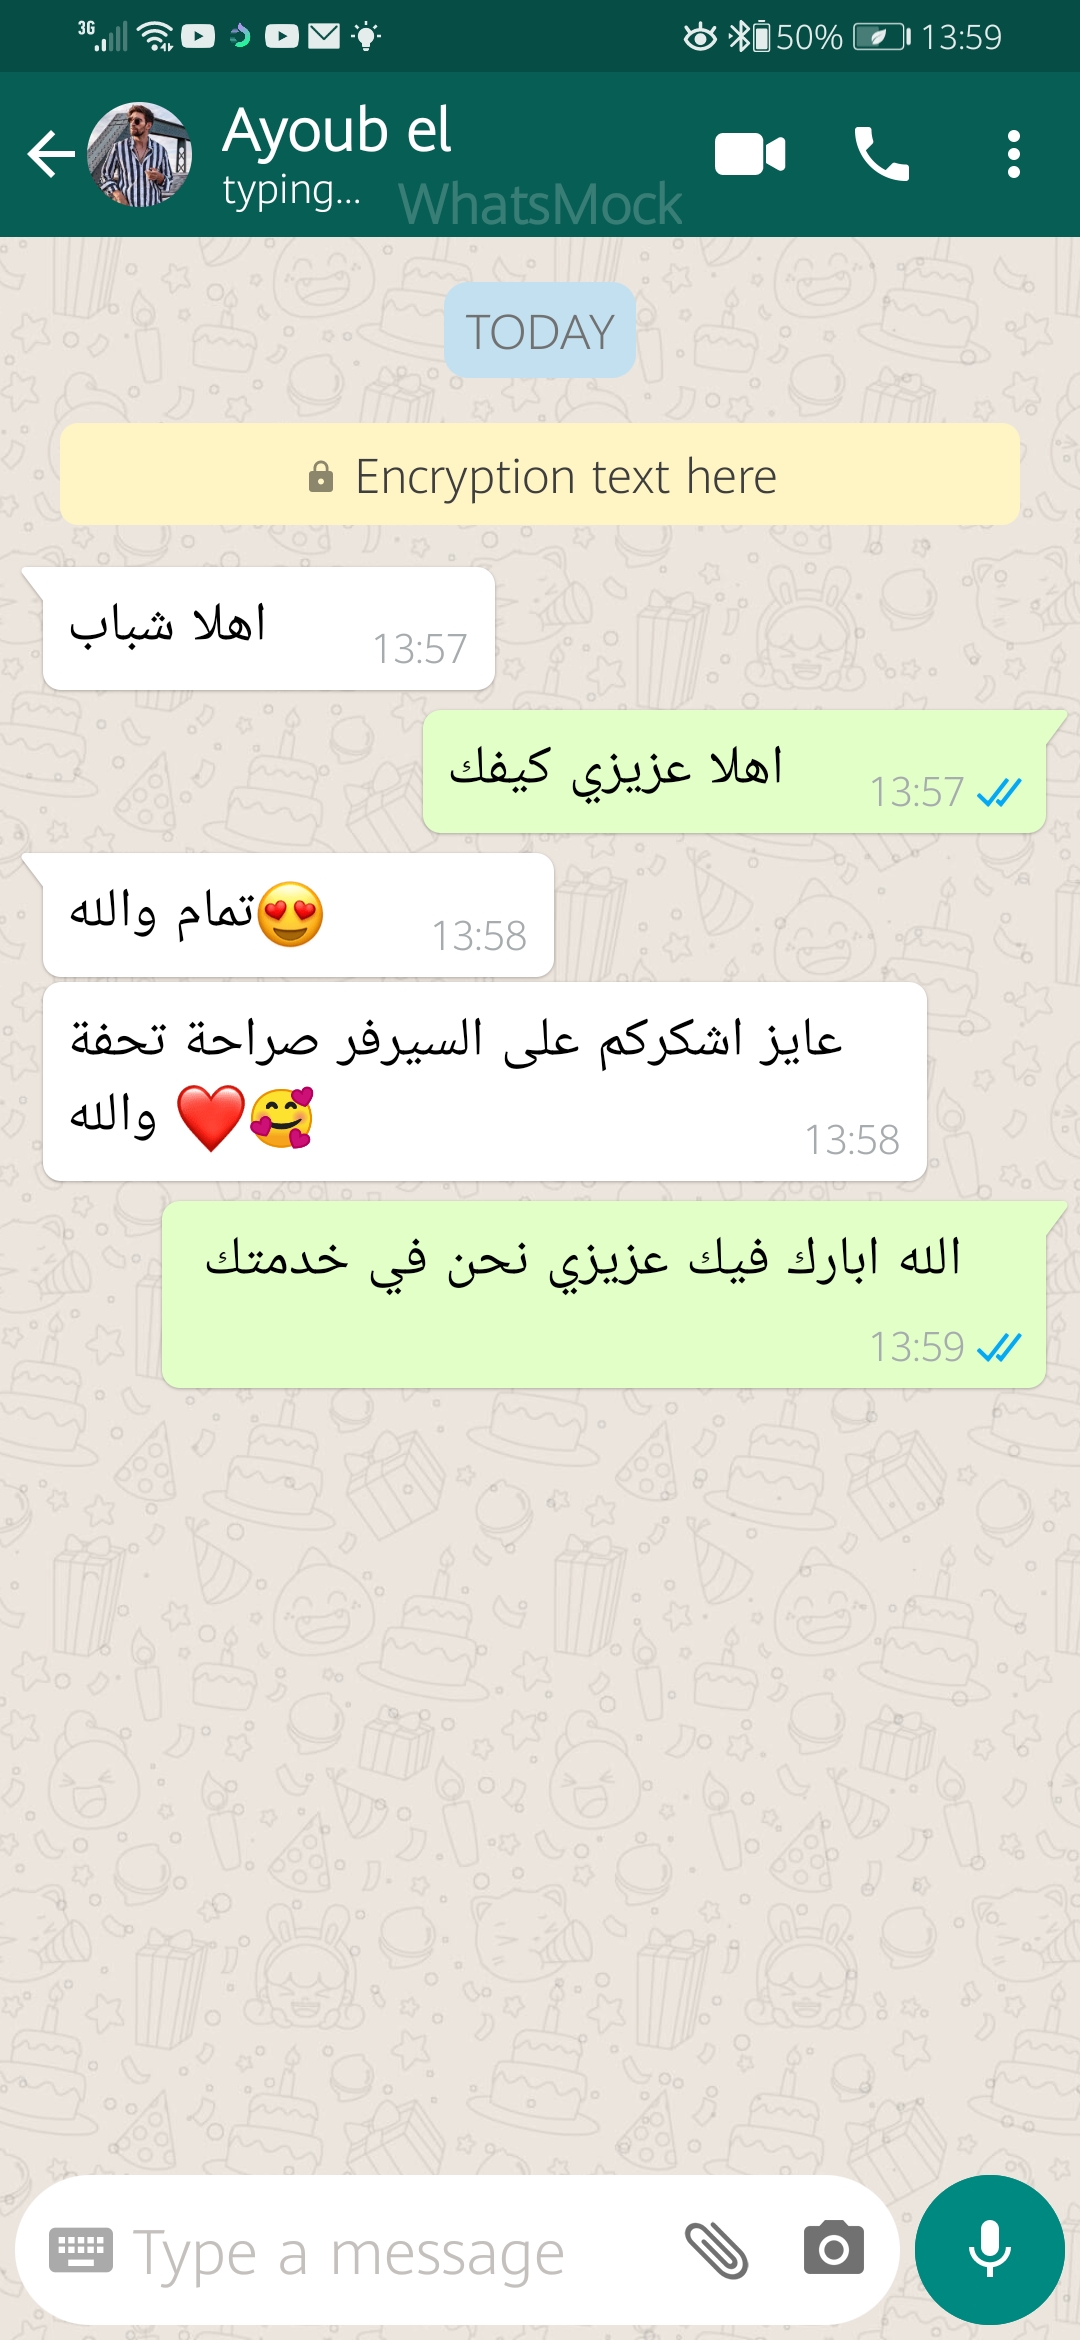 3G 50% 13:59
Ayoub el
typing...
WhatsMock
TODAY
Encryption text here
اهلا شباب
13:57
اهلا عزيزي كيفك
13:57
تمام والله😍
13:58
عايز اشكركم على السيرفر صراحة تحفة
والله ❤️🥰
13:58
الله ابارك فيك عزيزي نحن في خدمتك
13:59
Type a message